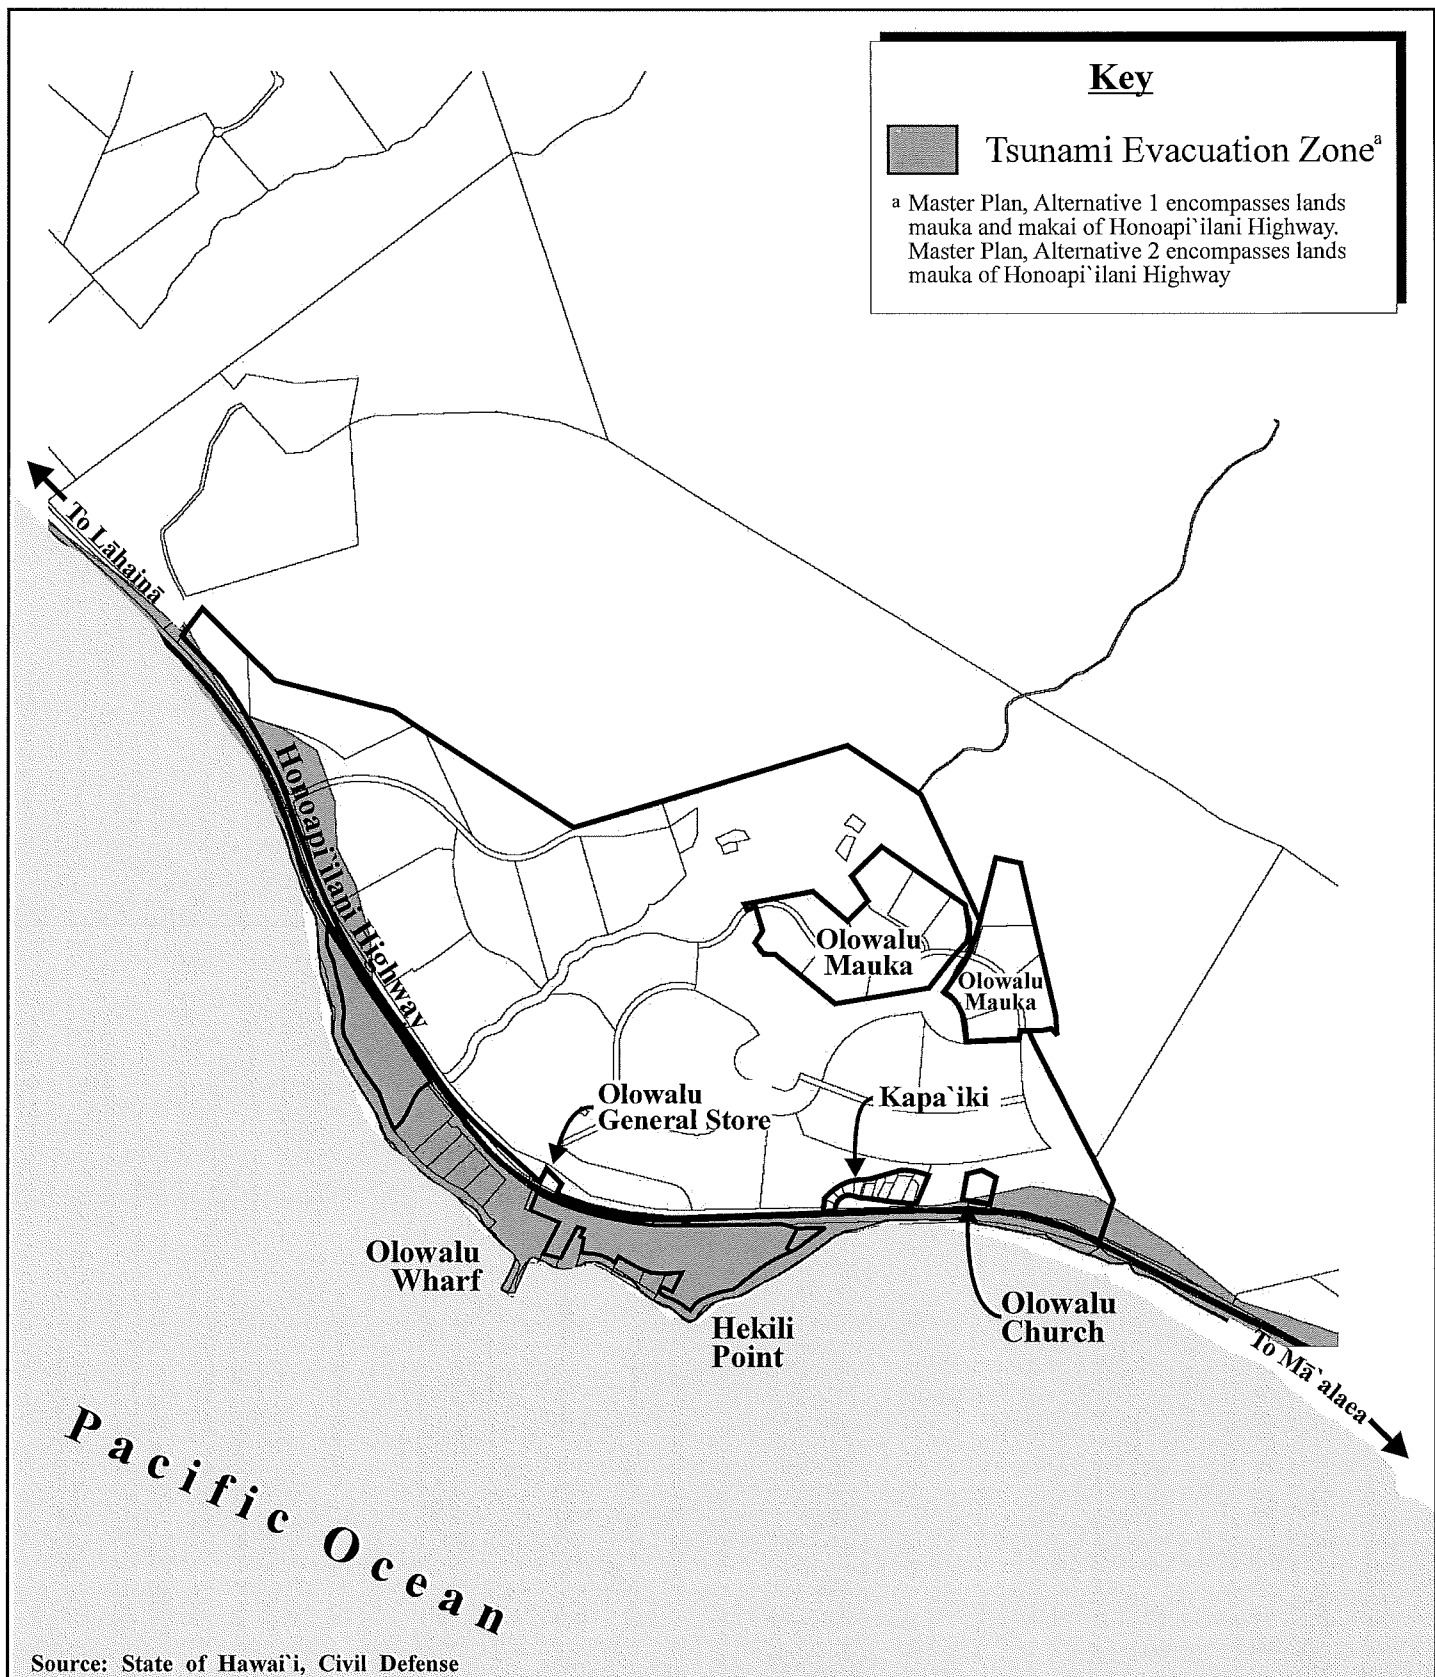 Key
Tsunami Evacuation Zoneᵃ
ᵃ Master Plan, Alternative 1 encompasses lands
mauka and makai of Honoapi`ilani Highway.
Master Plan, Alternative 2 encompasses lands
mauka of Honoapi`ilani Highway
To Lāhainā
Honoapi`ilani Highway
Olowalu
Mauka
Olowalu
Mauka
Olowalu
General Store
Kapa`iki
Olowalu
Wharf
Hekili
Point
Olowalu
Church
To Mā`alaea
Pacific Ocean
Source: State of Hawai`i, Civil Defense